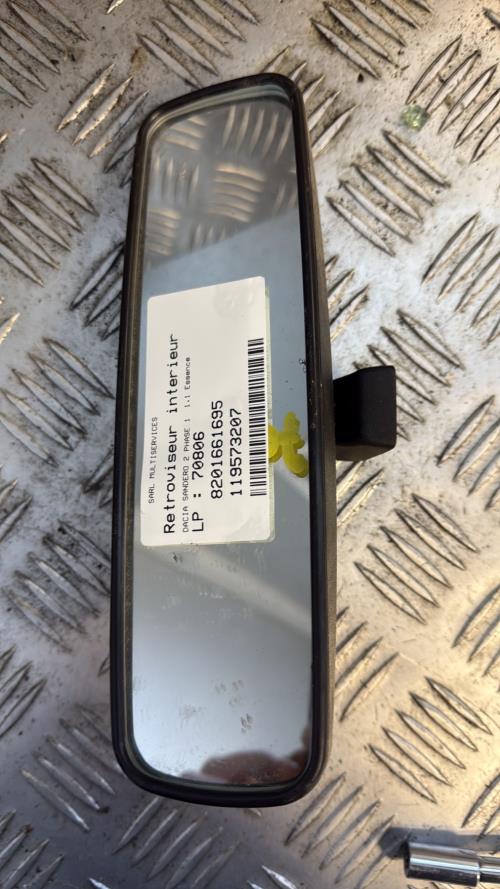 SARL MULTISERVICES
Retroviseur interieur
DACIA SANDERO 2 PHASE 1 1.1 Essence
LP : 70806
8201661695
119573207